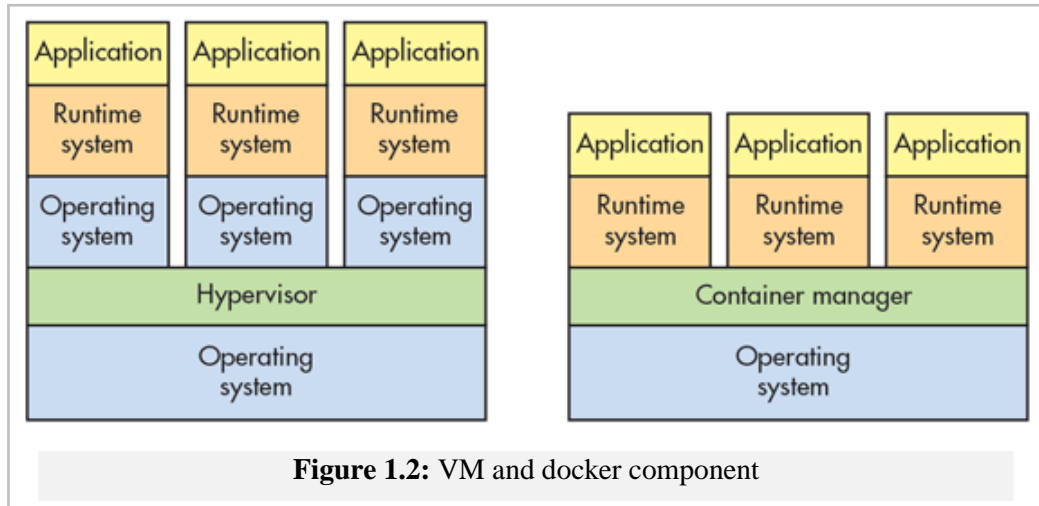 Application
Application
Application
Runtime
system
Runtime
system
Runtime
system
Operating
system
Operating
system
Operating
system
Hypervisor
Operating
system
Application
Application
Application
Runtime
system
Runtime
system
Runtime
system
Container manager
Operating
system
Figure 1.2: VM and docker component